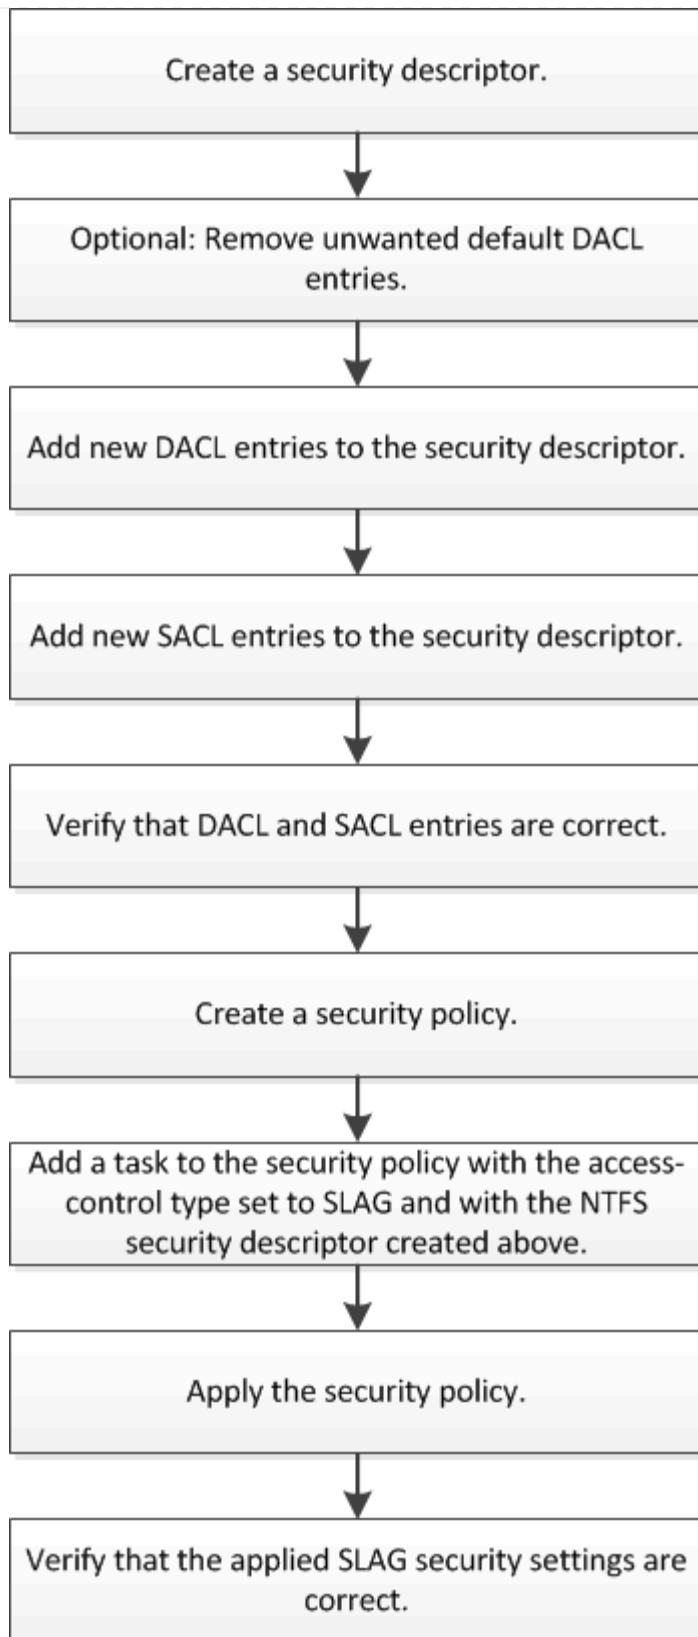 Create a security descriptor.
Optional: Remove unwanted default DACL
entries.
Add new DACL entries to the security descriptor.
Add new SACL entries to the security descriptor.
Verify that DACL and SACL entries are correct.
Create a security policy.
Add a task to the security policy with the access-
control type set to SLAG and with the NTFS
security descriptor created above.
Apply the security policy.
Verify that the applied SLAG security settings are
correct.